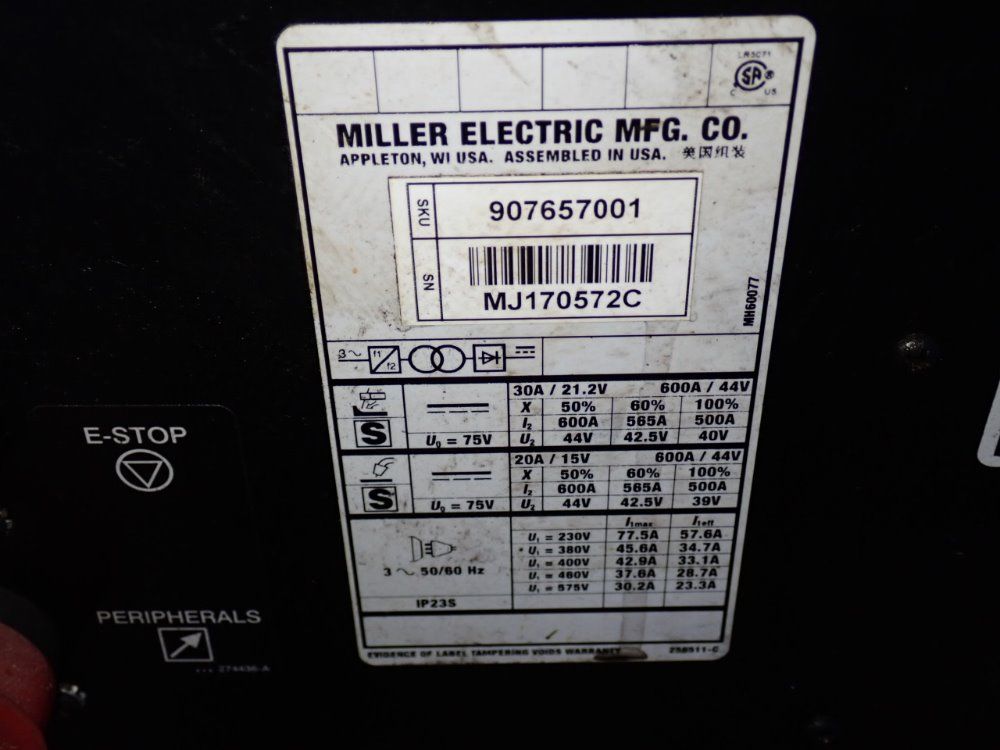 LR3071
SA®
C US
MILLER ELECTRIC MFG. CO.
APPLETON, WI USA. ASSEMBLED IN USA. 美国组装
SKU 907657001
SN
MJ170572C
MH60077
3~ f1 f2
30A / 21.2V 600A / 44V
X 50% 60% 100%
I2 600A 565A 500A
S U0 = 75V U2 44V 42.5V 40V
20A / 15V 600A / 44V
X 50% 60% 100%
I2 600A 565A 500A
S U0 = 75V U2 44V 42.5V 39V
I1max I1eff
U1 = 230V 77.5A 57.6A
U1 = 380V 45.6A 34.7A
U1 = 400V 42.9A 33.1A
U1 = 460V 37.6A 28.7A
U1 = 575V 30.2A 23.3A
3 ~ 50/60 Hz
IP23S
EVIDENCE OF LABEL TAMPERING VOIDS WARRANTY 258511-C
E-STOP
PERIPHERALS
274436-A